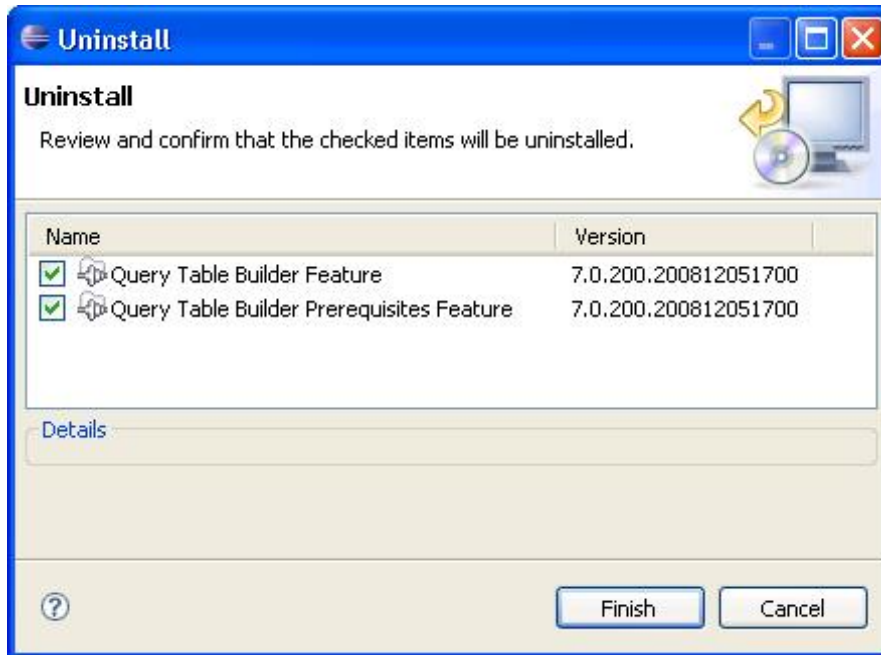 Uninstall
Uninstall
Review and confirm that the checked items will be uninstalled.
Name Version
Query Table Builder Feature 7.0.200.200812051700
Query Table Builder Prerequisites Feature 7.0.200.200812051700
Details
? Finish Cancel